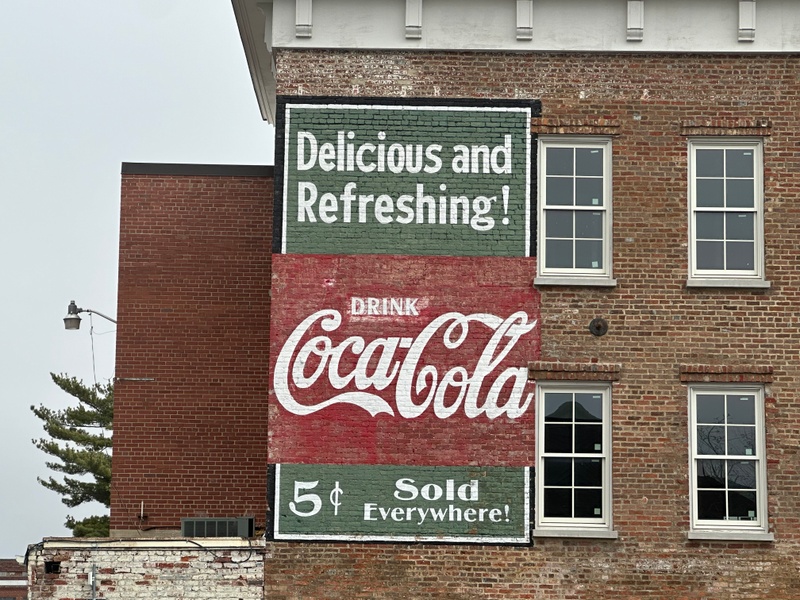 Delicious and
Refreshing!
DRINK
Coca-Cola
5¢ Sold
Everywhere!